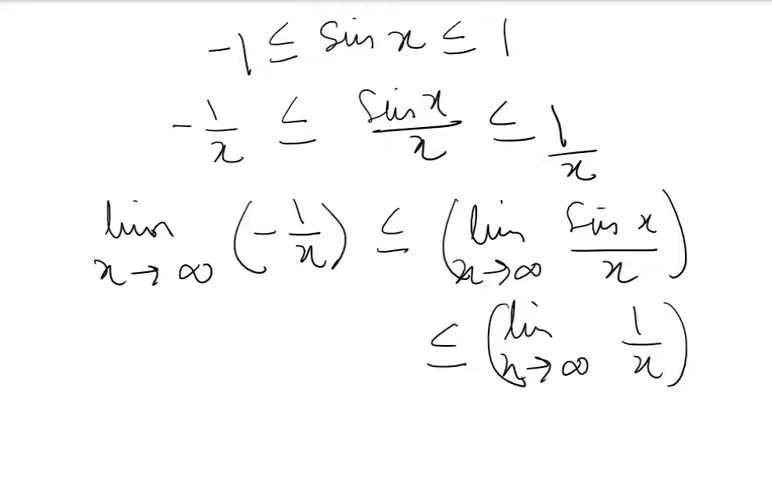 -1 ≤ sin x ≤ 1
-1/x ≤ sin x/x ≤ 1/x
lim x→∞ (-1/x) ≤ (lim x→∞ sin x/x)
≤ (lim x→∞ 1/x)